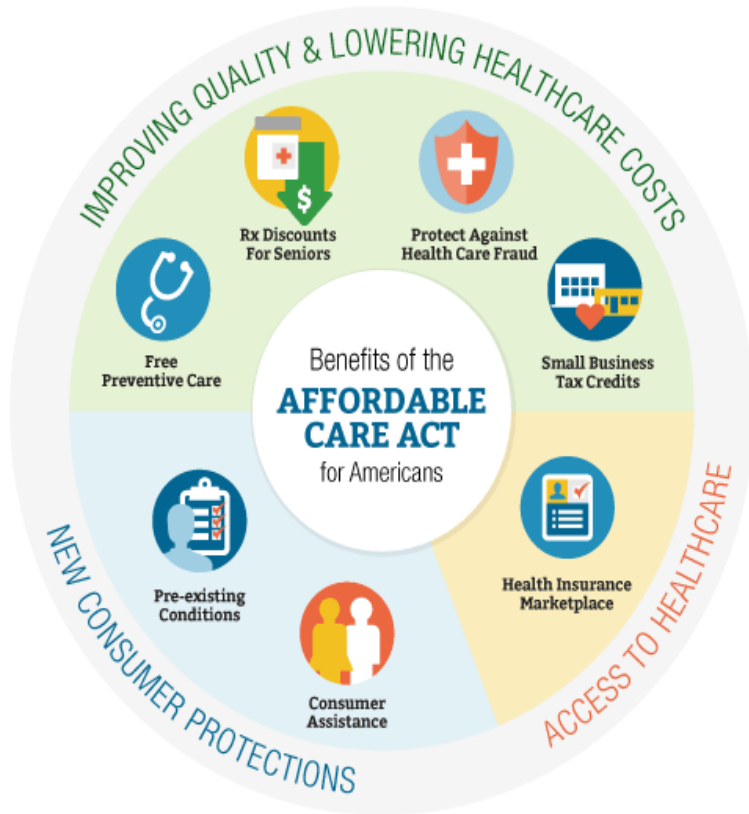 IMPROVING QUALITY & LOWERING HEALTHCARE COSTS
Rx Discounts
For Seniors
Protect Against
Health Care Fraud
Free
Preventive Care
Small Business
Tax Credits
Benefits of the
AFFORDABLE
CARE ACT
for Americans
Pre-existing
Conditions
Consumer
Assistance
Health Insurance
Marketplace
NEW CONSUMER PROTECTIONS
ACCESS TO HEALTHCARE
$